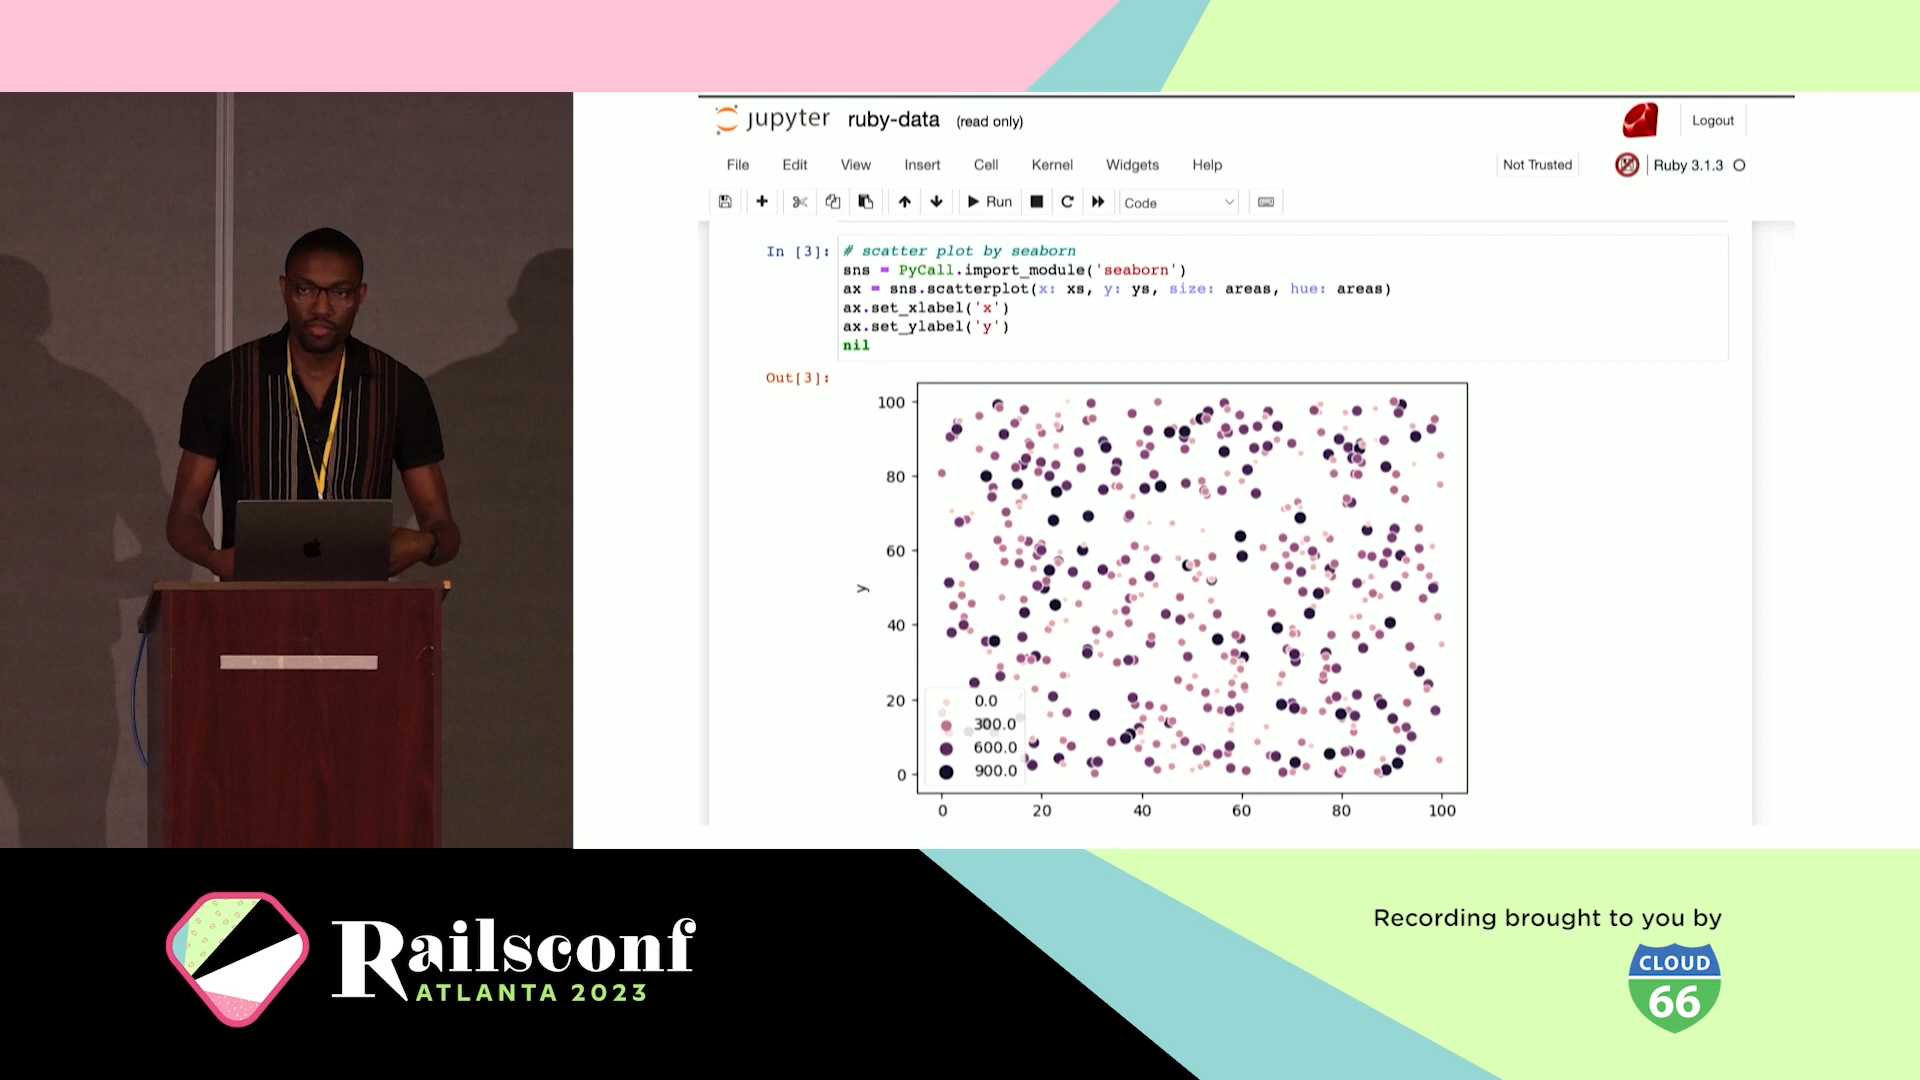 jupyter ruby-data (read only)
Logout
File Edit View Insert Cell Kernel Widgets Help
Not Trusted
Ruby 3.1.3
Run
Code
In [3]:
# scatter plot by seaborn
sns = PyCall.import_module('seaborn')
ax = sns.scatterplot(x: xs, y: ys, size: areas, hue: areas)
ax.set_xlabel('x')
ax.set_ylabel('y')
nil
Out[3]:
100
80
60
40
20
0
y
0.0
300.0
600.0
900.0
0 20 40 60 80 100
Railsconf
ATLANTA 2023
Recording brought to you by
CLOUD
66